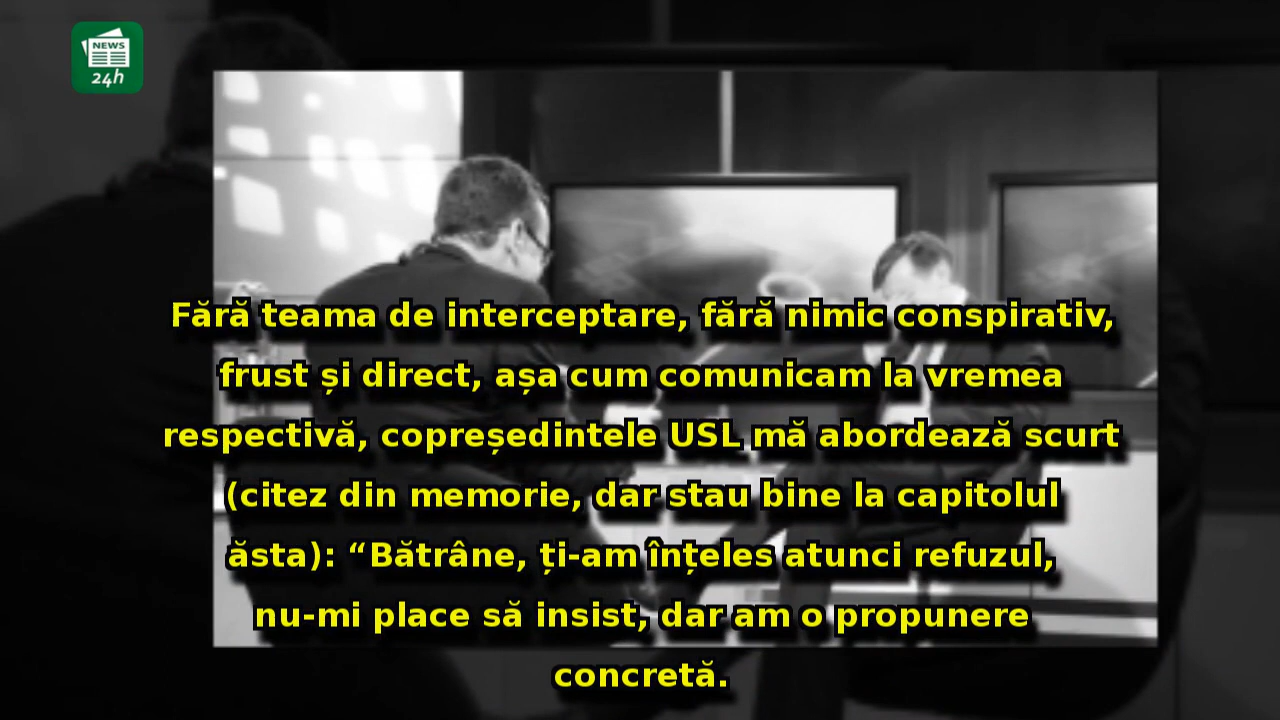 NEWS
24h
Fără teama de interceptare, fără nimic conspirativ,
frust și direct, așa cum comunicam la vremea
respectivă, copreședintele USL mă abordează scurt
(citez din memorie, dar stau bine la capitolul
ăsta): “Bătrâne, ți-am înțeles atunci refuzul,
nu-mi place să insist, dar am o propunere
concretă.